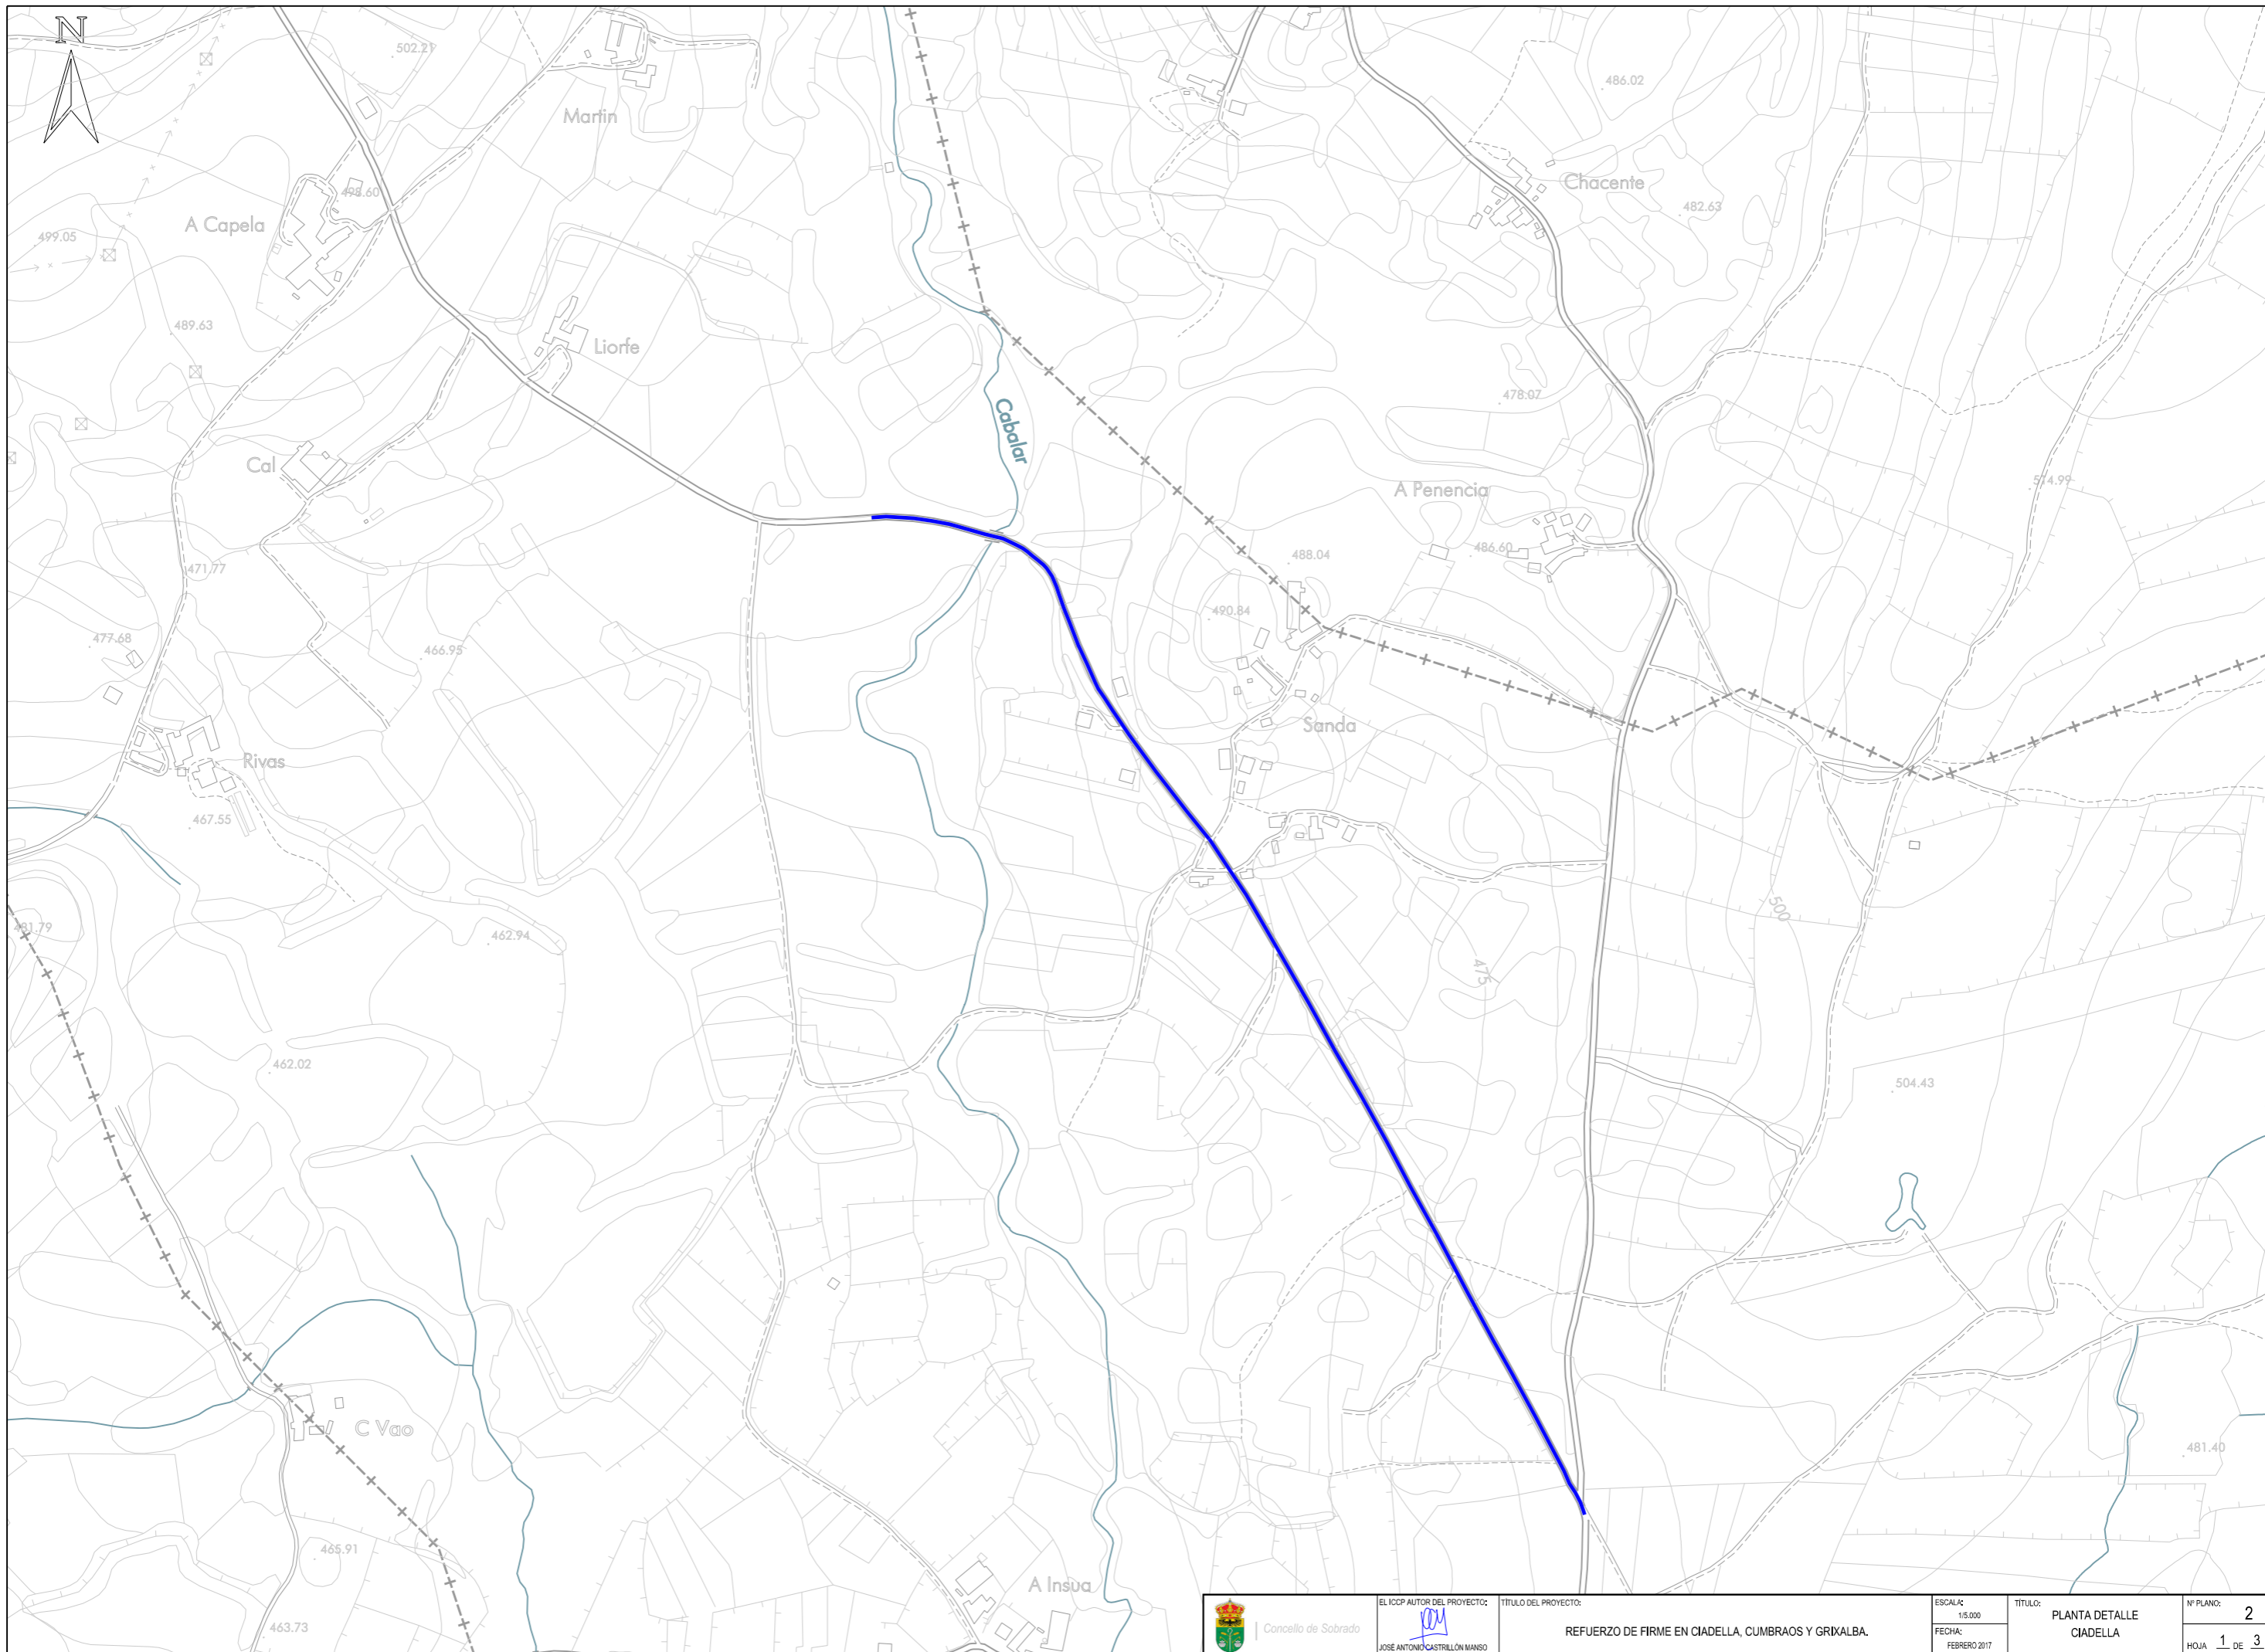 N
502.21
Martin
486.02
Chacente
498.60
A Capela
482.63
499.05
489.63
Liorfe
478.07
Cabalar
Cal
A Penencia
514.99
486.60
488.04
471.77
490.84
477.68
466.95
Sanda
Rivas
467.55
500
481.79
462.94
475
462.02
504.43
C Vao
481.40
465.91
A Insua
463.73
Concello de Sobrado
EL ICCP AUTOR DEL PROYECTO:
JOSÉ ANTONIO CASTRILLÓN MANSO
TÍTULO DEL PROYECTO:
REFUERZO DE FIRME EN CIADELLA, CUMBRAOS Y GRIXALBA.
ESCALA:
1/5.000
FECHA:
FEBRERO 2017
TÍTULO:
PLANTA DETALLE
CIADELLA
Nº PLANO:
2
HOJA 1 DE 3